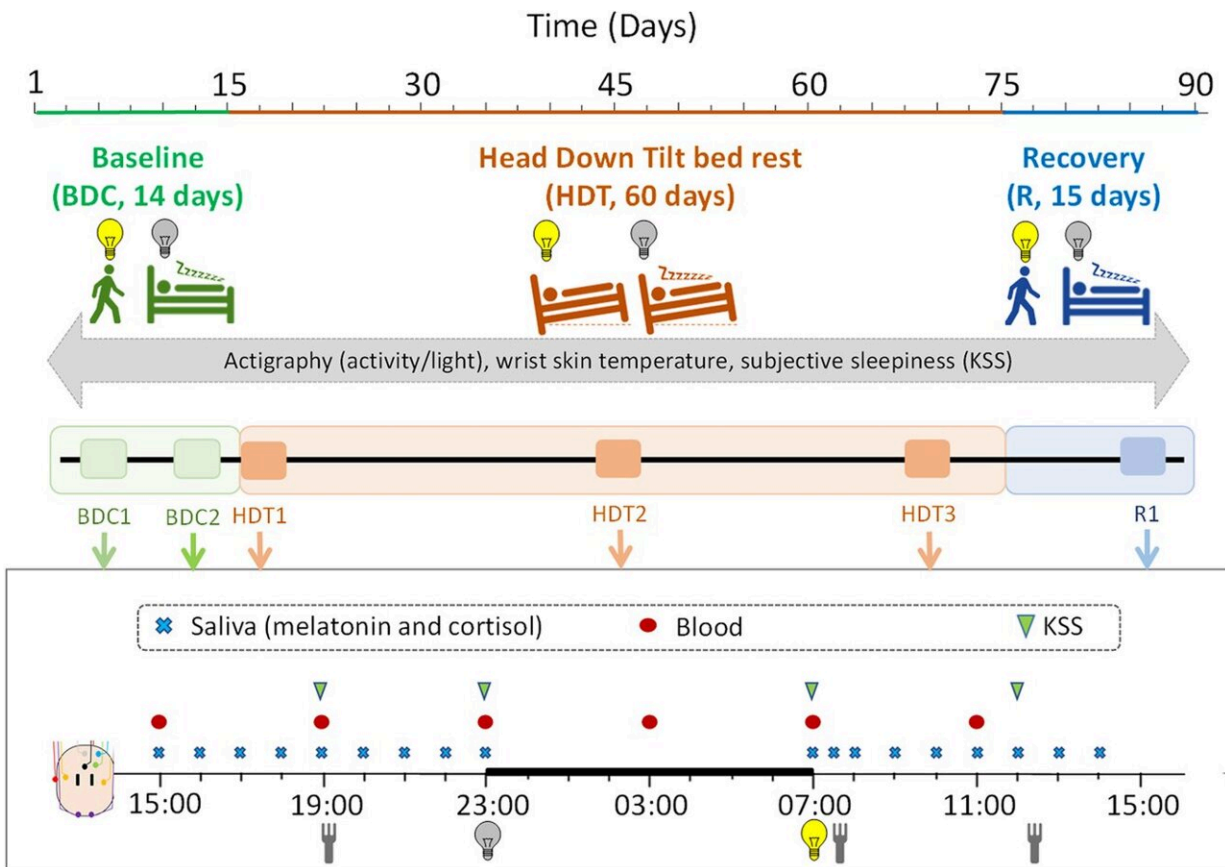 Time (Days)
1 15 30 45 60 75 90
Baseline
(BDC, 14 days)
Head Down Tilt bed rest
(HDT, 60 days)
Recovery
(R, 15 days)
Zzzzzzz Zzzzzzz Zzzzzzz
Actigraphy (activity/light), wrist skin temperature, subjective sleepiness (KSS)
BDC1 BDC2 HDT1 HDT2 HDT3 R1
Saliva (melatonin and cortisol) Blood KSS
15:00 19:00 23:00 03:00 07:00 11:00 15:00